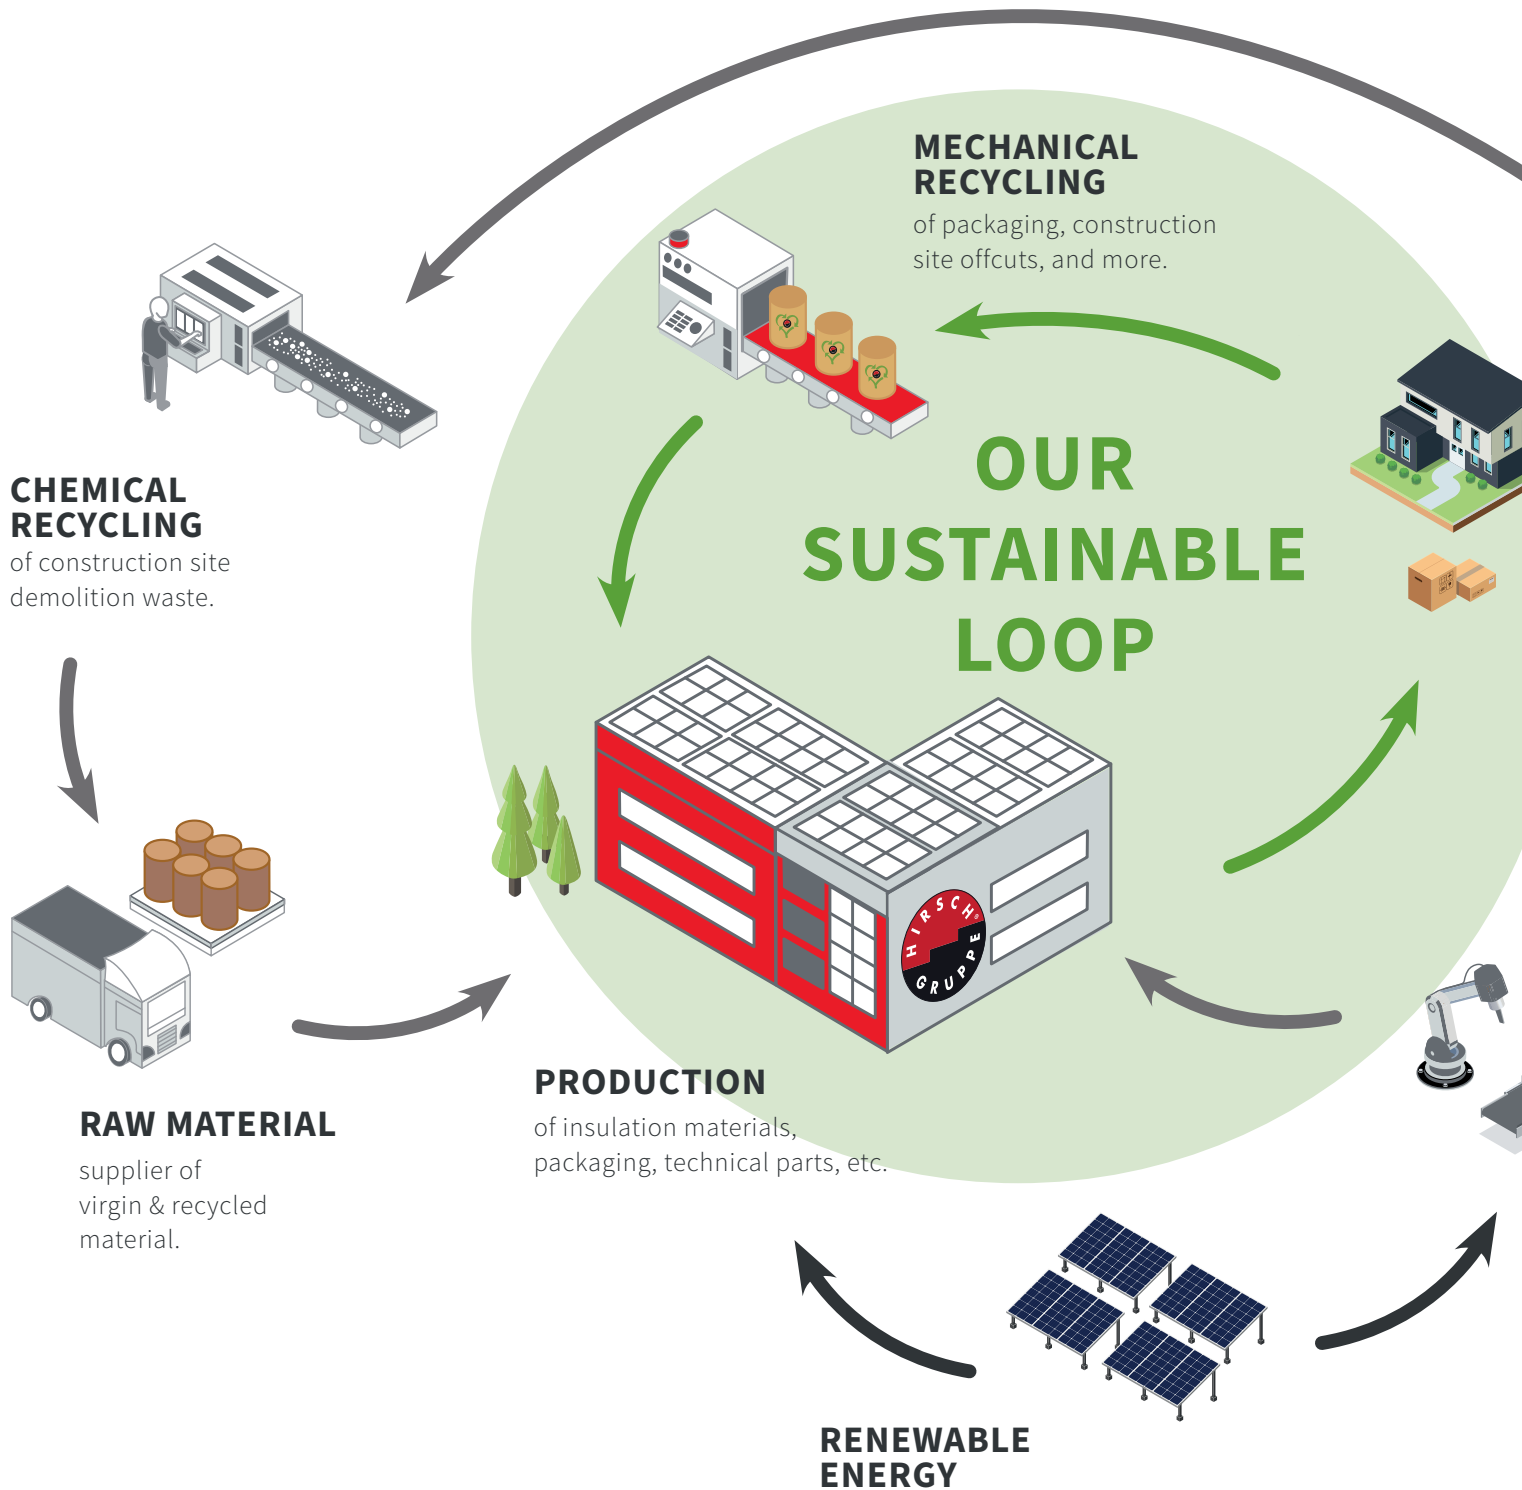 MECHANICAL
RECYCLING
of packaging, construction
site offcuts, and more.
OUR
SUSTAINABLE
LOOP
CHEMICAL
RECYCLING
of construction site
demolition waste.
HIRSCH®
GRUPPE
RAW MATERIAL
supplier of
virgin & recycled
material.
PRODUCTION
of insulation materials,
packaging, technical parts, etc.
RENEWABLE
ENERGY